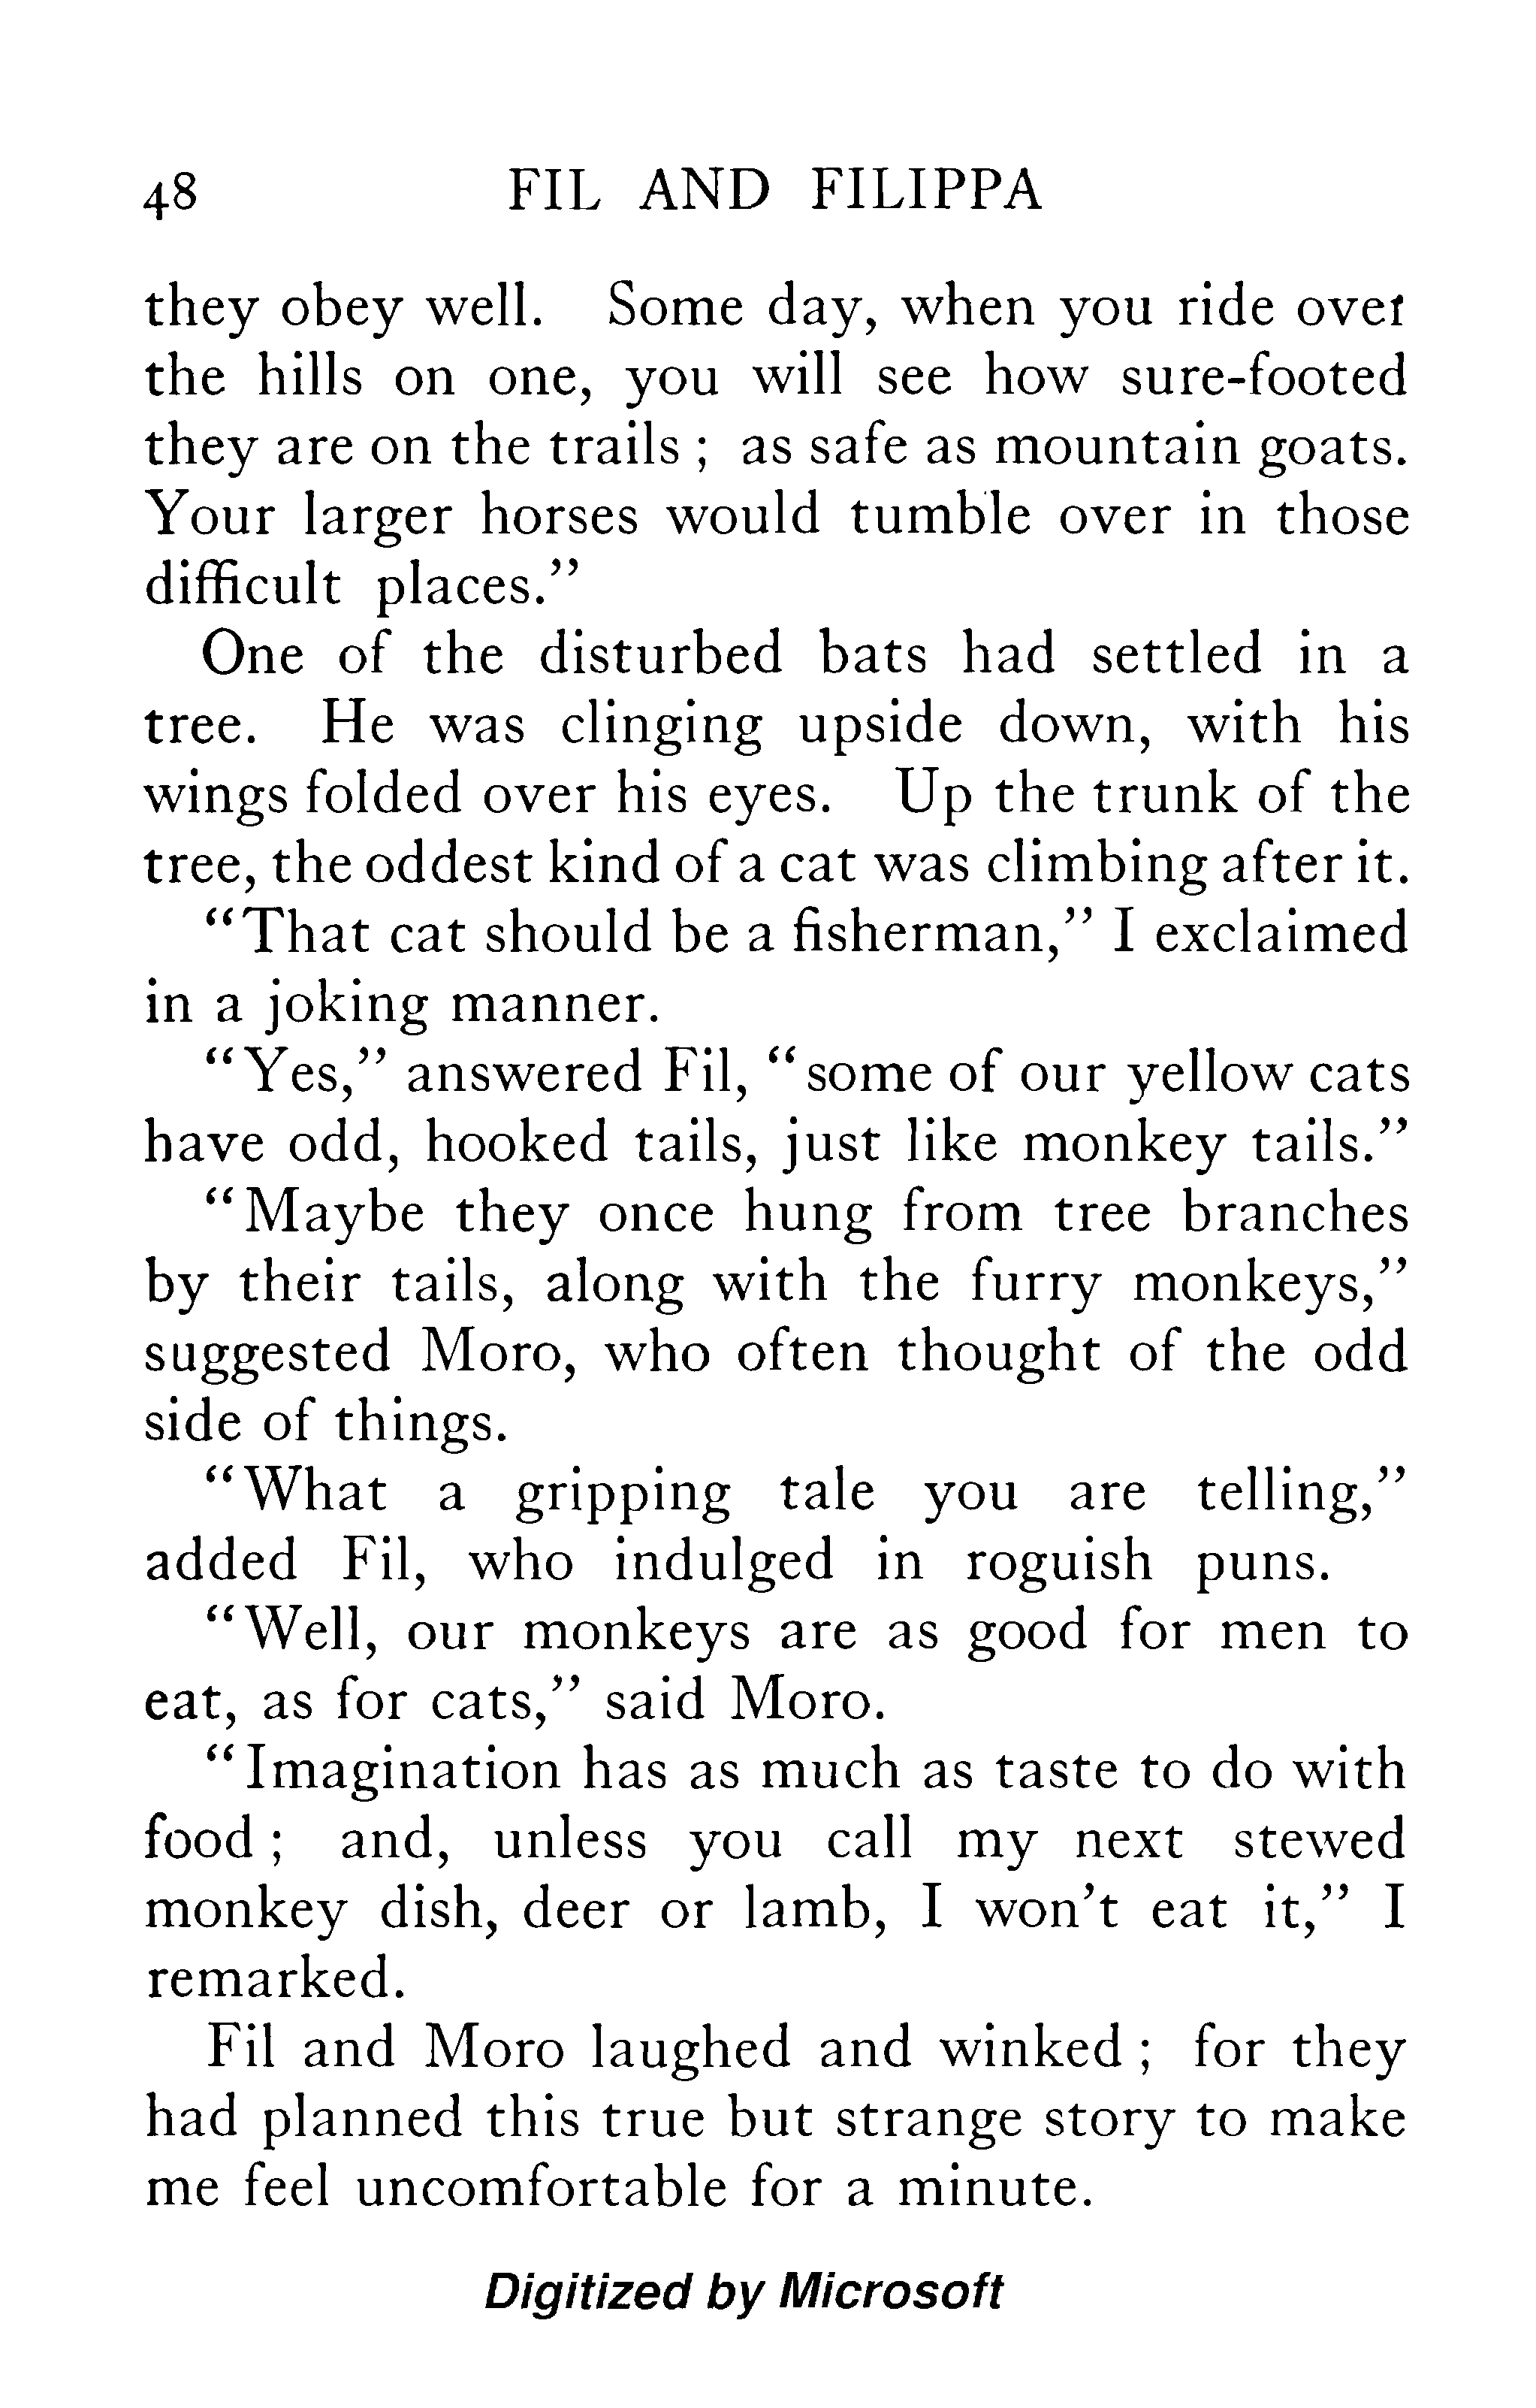 48 FIL AND FILIPPA
they obey well. Some day, when you ride over
the hills on one, you will see how sure-footed
they are on the trails ; as safe as mountain goats.
Your larger horses would tumble over in those
difficult places.”
One of the disturbed bats had settled in a
tree. He was clinging upside down, with his
wings folded over his eyes. Up the trunk of the
tree, the oddest kind of a cat was climbing after it.
“That cat should be a fisherman,” I exclaimed
in a joking manner.
“Yes,” answered Fil, “some of our yellow cats
have odd, hooked tails, just like monkey tails.”
“Maybe they once hung from tree branches
by their tails, along with the furry monkeys,”
suggested Moro, who often thought of the odd
side of things.
“What a gripping tale you are telling,”
added Fil, who indulged in roguish puns.
“Well, our monkeys are as good for men to
eat, as for cats,” said Moro.
“Imagination has as much as taste to do with
food ; and, unless you call my next stewed
monkey dish, deer or lamb, I won’t eat it,” I
remarked.
Fil and Moro laughed and winked ; for they
had planned this true but strange story to make
me feel uncomfortable for a minute.
Digitized by Microsoft